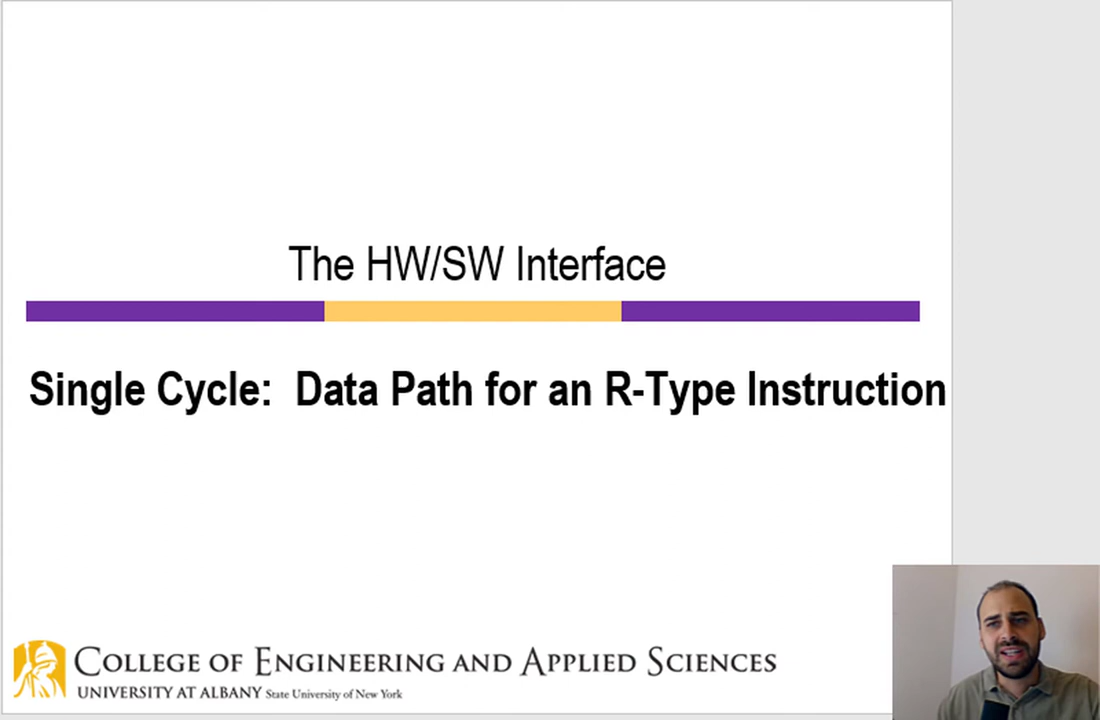 The HW/SW Interface
Single Cycle: Data Path for an R-Type Instruction
COLLEGE OF ENGINEERING AND APPLIED SCIENCES
UNIVERSITY AT ALBANY State University of New York